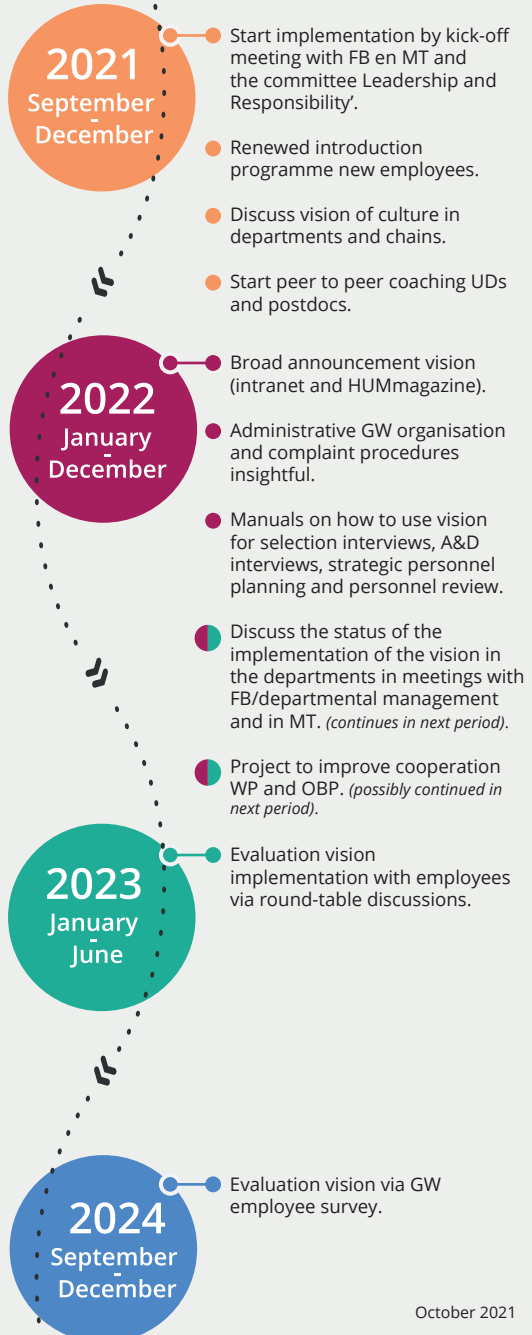 2021
September
-
December
Start implementation by kick-off
meeting with FB en MT and
the committee Leadership and
Responsibility’.
Renewed introduction
programme new employees.
Discuss vision of culture in
departments and chains.
Start peer to peer coaching UDs
and postdocs.
2022
January
-
December
Broad announcement vision
(intranet and HUMmagazine).
Administrative GW organisation
and complaint procedures
insightful.
Manuals on how to use vision
for selection interviews, A&D
interviews, strategic personnel
planning and personnel review.
Discuss the status of the
implementation of the vision in
the departments in meetings with
FB/departmental management
and in MT. (continues in next period).
Project to improve cooperation
WP and OBP. (possibly continued in
next period).
2023
January
-
June
Evaluation vision
implementation with employees
via round-table discussions.
2024
September
-
December
Evaluation vision via GW
employee survey.
October 2021